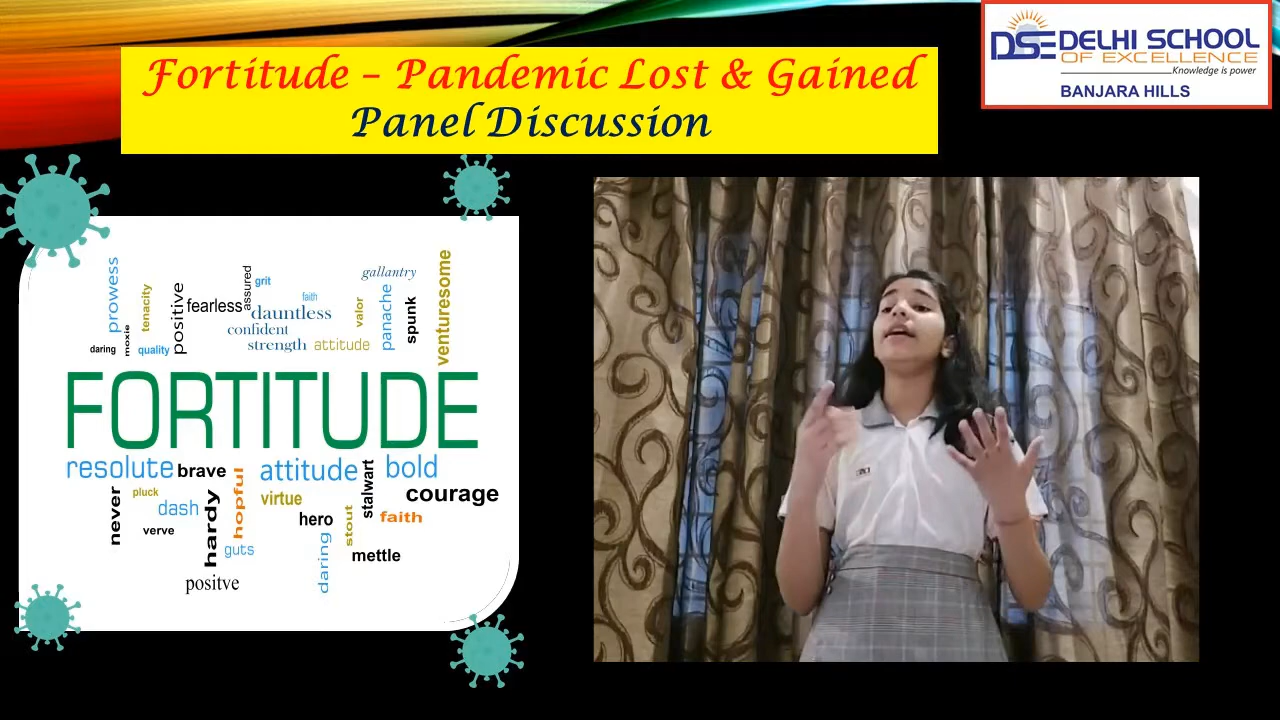 Fortitude – Pandemic Lost & Gained
Panel Discussion
DSE DELHI SCHOOL
OF EXCELLENCE
Knowledge is power
BANJARA HILLS
prowess
tenacity
positive
fearless
assured
grit
faith
gallantry
venturesome
daring
moxie
quality
dauntless
confident
strength
attitude
valor
panache
spunk
FORTITUDE
resolute
brave
hopful
attitude
bold
stalwart
courage
never
pluck
dash
hardy
virtue
hero
stout
faith
verve
guts
daring
mettle
positve